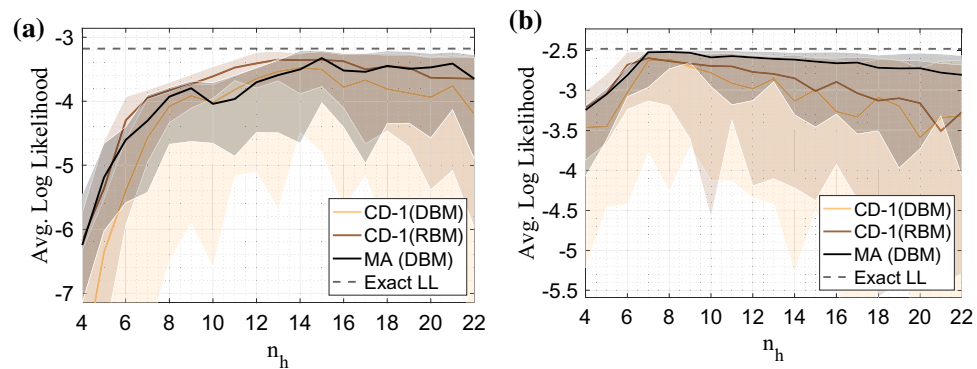 (a)
Avg. Log Likelihood
-3
-4
-5
-6
-7
4 6 8 10 12 14 16 18 20 22
n_h
CD-1(DBM)
CD-1(RBM)
MA (DBM)
Exact LL
(b)
Avg. Log Likelihood
-2.5
-3
-3.5
-4
-4.5
-5
-5.5
4 6 8 10 12 14 16 18 20 22
n_h
CD-1(DBM)
CD-1(RBM)
MA (DBM)
Exact LL